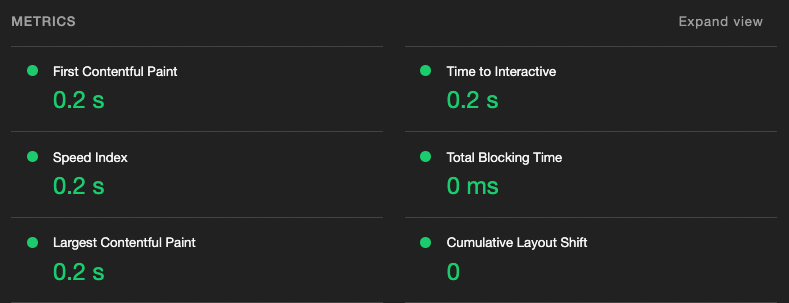 METRICS
Expand view
First Contentful Paint
0.2 s
Time to Interactive
0.2 s
Speed Index
0.2 s
Total Blocking Time
0 ms
Largest Contentful Paint
0.2 s
Cumulative Layout Shift
0